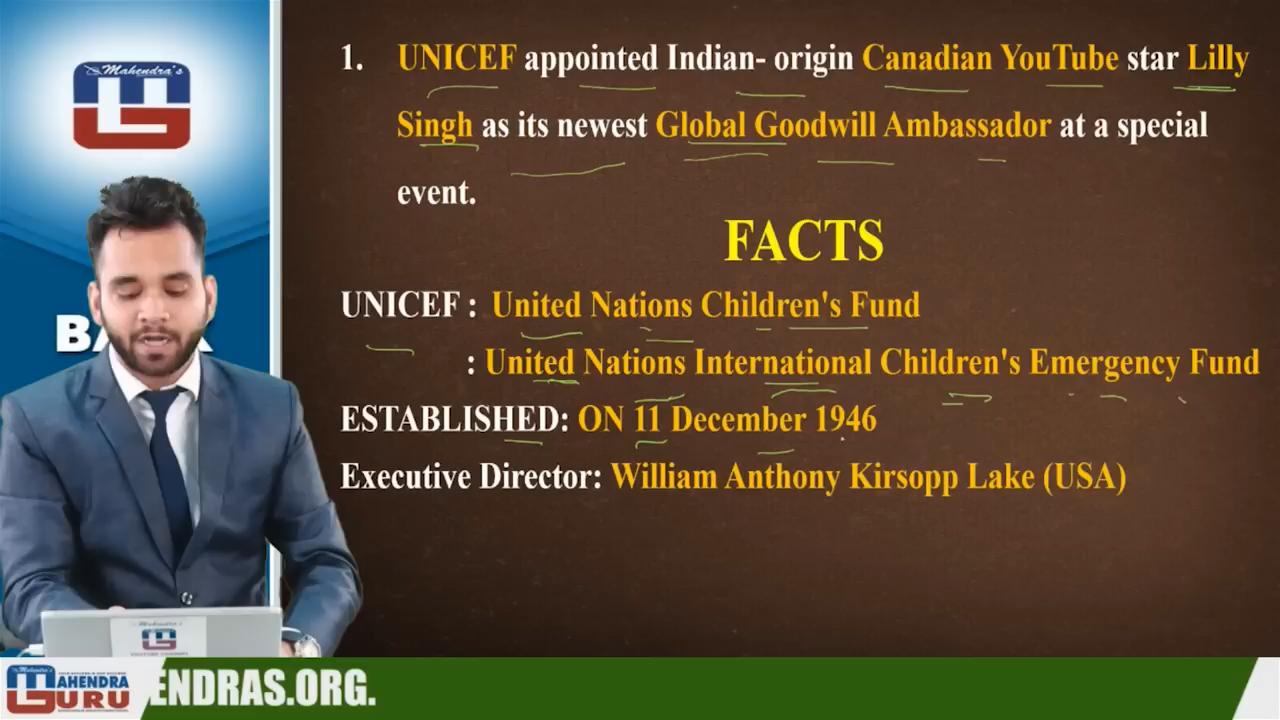 Mahendra's
1. UNICEF appointed Indian- origin Canadian YouTube star Lilly
Singh as its newest Global Goodwill Ambassador at a special
event.
FACTS
UNICEF : United Nations Children's Fund
: United Nations International Children's Emergency Fund
ESTABLISHED: ON 11 December 1946
Executive Director: William Anthony Kirsopp Lake (USA)
Mahendra's
Mahendra's
MAHENDRA
GURU
ENDRAS.ORG.